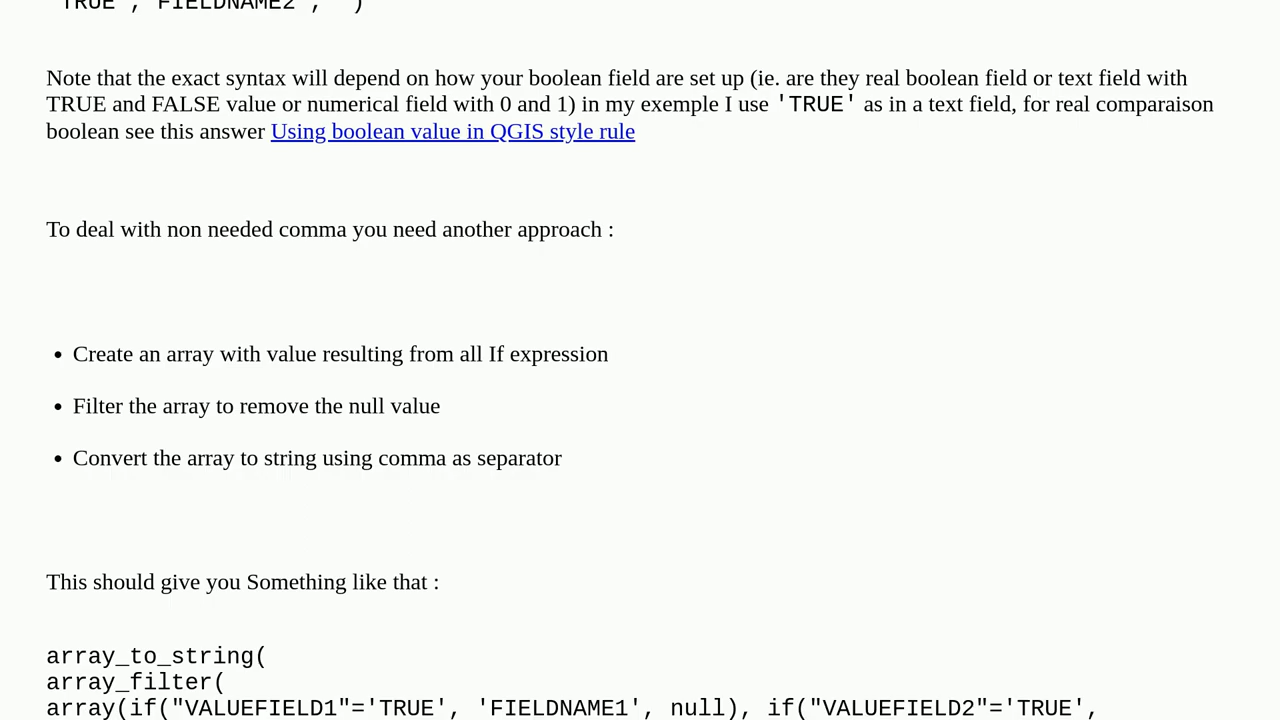 'TRUE','FIELDNAME2', '')
Note that the exact syntax will depend on how your boolean field are set up (ie. are they real boolean field or text field with
TRUE and FALSE value or numerical field with 0 and 1) in my exemple I use 'TRUE' as in a text field, for real comparaison
boolean see this answer Using boolean value in QGIS style rule
To deal with non needed comma you need another approach :
• Create an array with value resulting from all If expression
• Filter the array to remove the null value
• Convert the array to string using comma as separator
This should give you Something like that :
array_to_string(
array_filter(
array(if("VALUEFIELD1"='TRUE', 'FIELDNAME1', null), if("VALUEFIELD2"='TRUE',